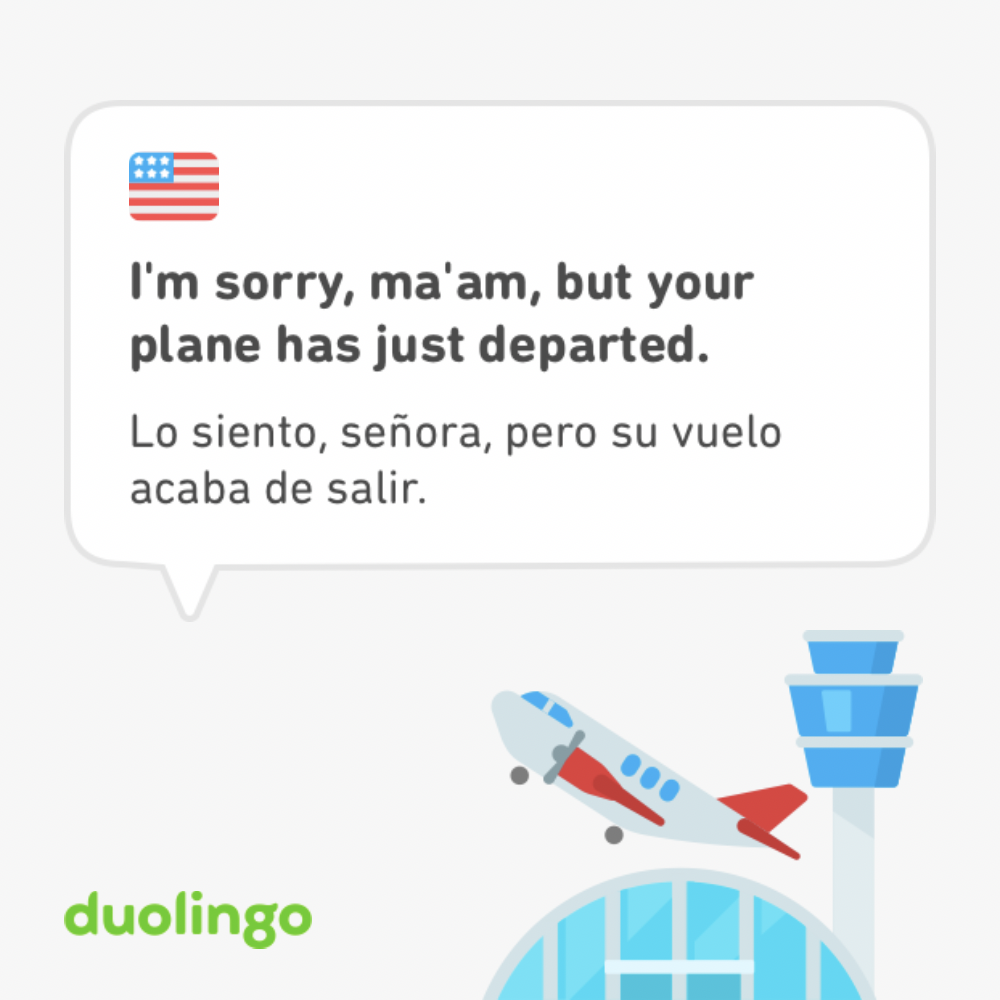 I'm sorry, ma'am, but your
plane has just departed.
Lo siento, señora, pero su vuelo
acaba de salir.
duolingo